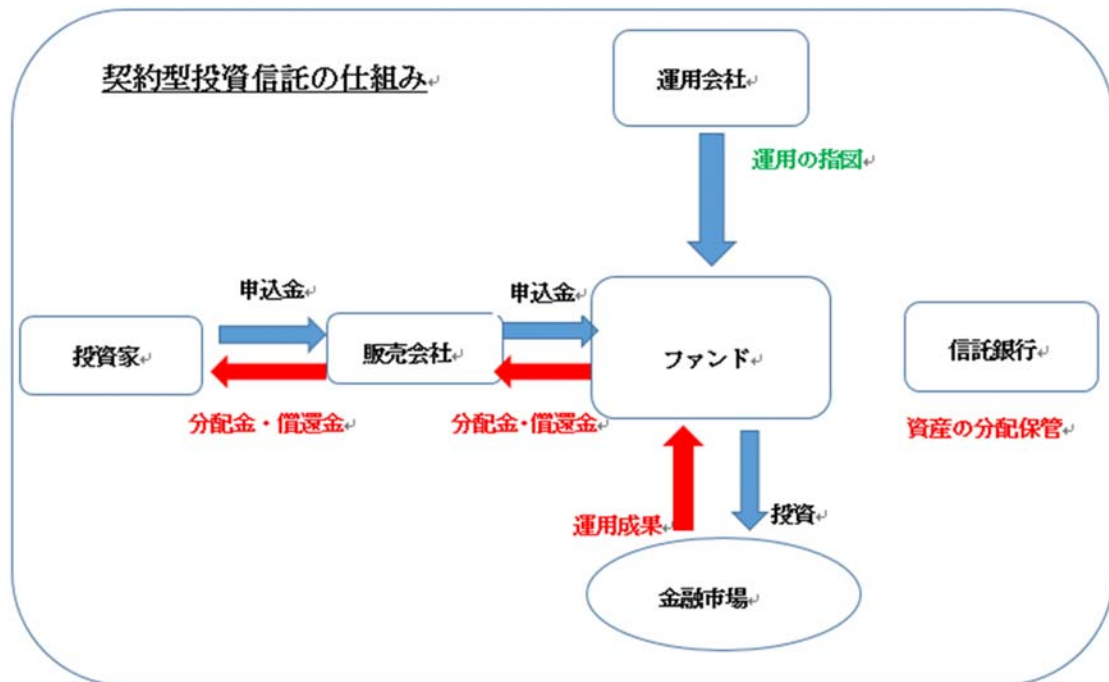 契約型投資信託の仕組み↵
運用会社↵
運用の指図↵
申込金↵
申込金↵
投資家↵
販売会社↵
ファンド↵
信託銀行↵
分配金・償還金↵
分配金・償還金↵
資産の分配保管↵
運用成果↵
投資↵
金融市場↵